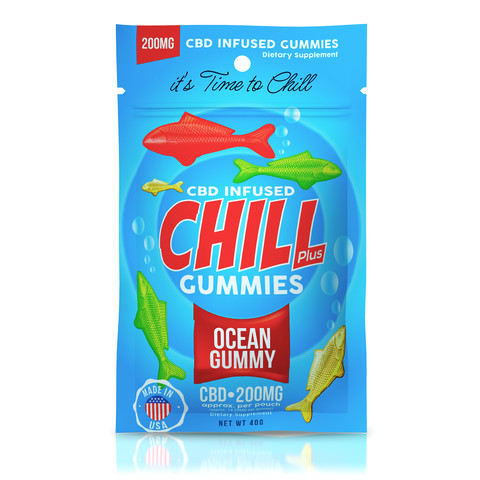 200MG
CBD INFUSED GUMMIES
Dietary Supplement
it's Time to Chill
CBD INFUSED
CHILL
Plus
GUMMIES
OCEAN
GUMMY
CBD•200MG
approx. per pouch
Dietary Supplement
NET WT 40G
MADE IN
USA